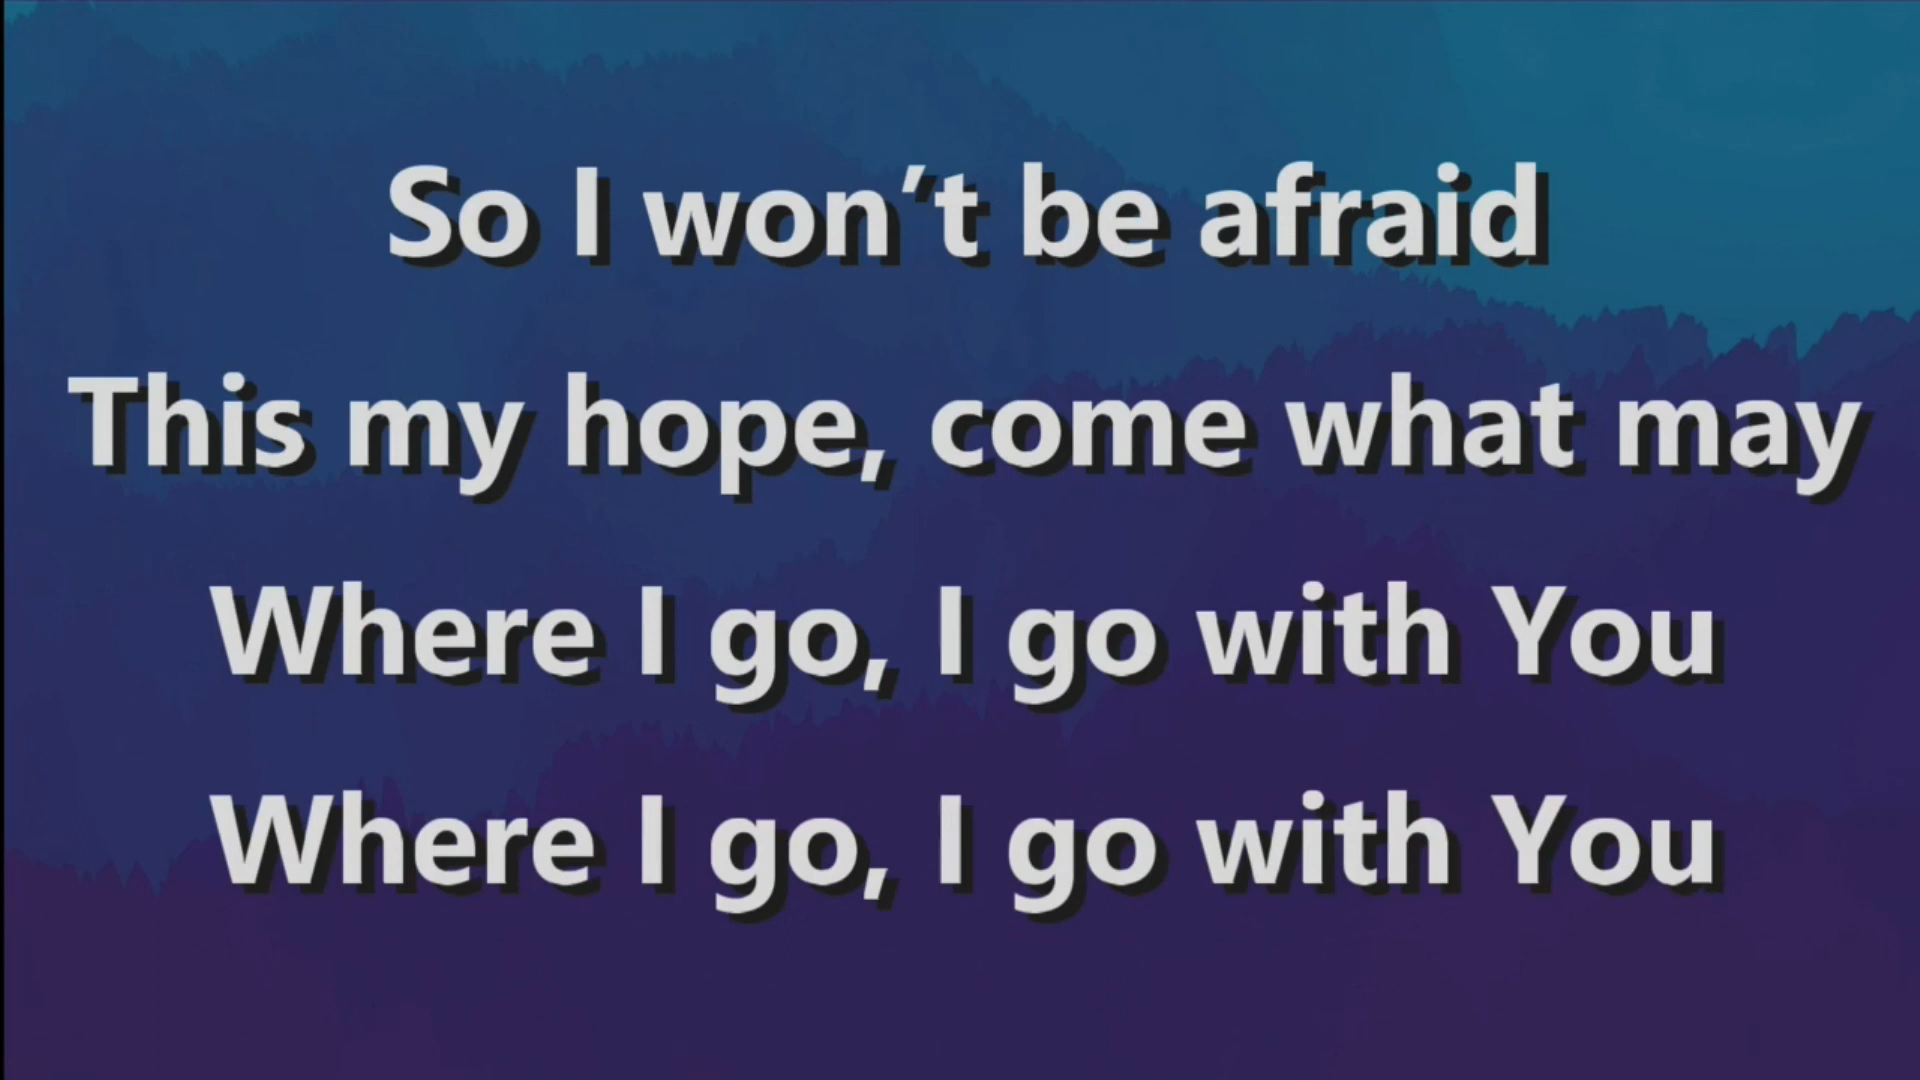 So I won’t be afraid
This my hope, come what may
Where I go, I go with You
Where I go, I go with You